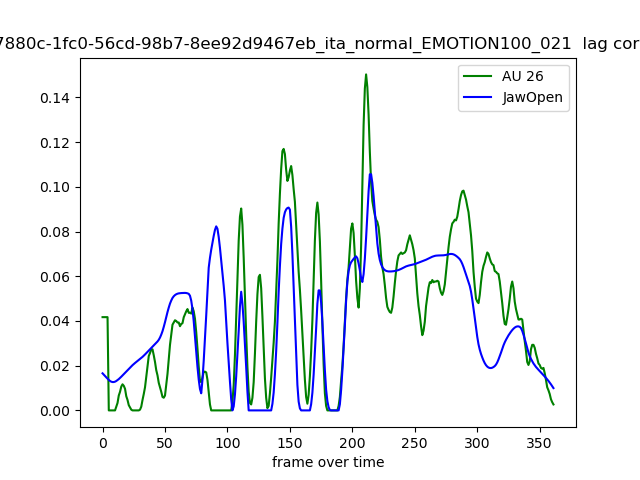 7880c-1fc0-56cd-98b7-8ee92d9467eb_ita_normal_EMOTION100_021 lag cor
AU 26
JawOpen
0.14
0.12
0.10
0.08
0.06
0.04
0.02
0.00
0 50 100 150 200 250 300 350
frame over time